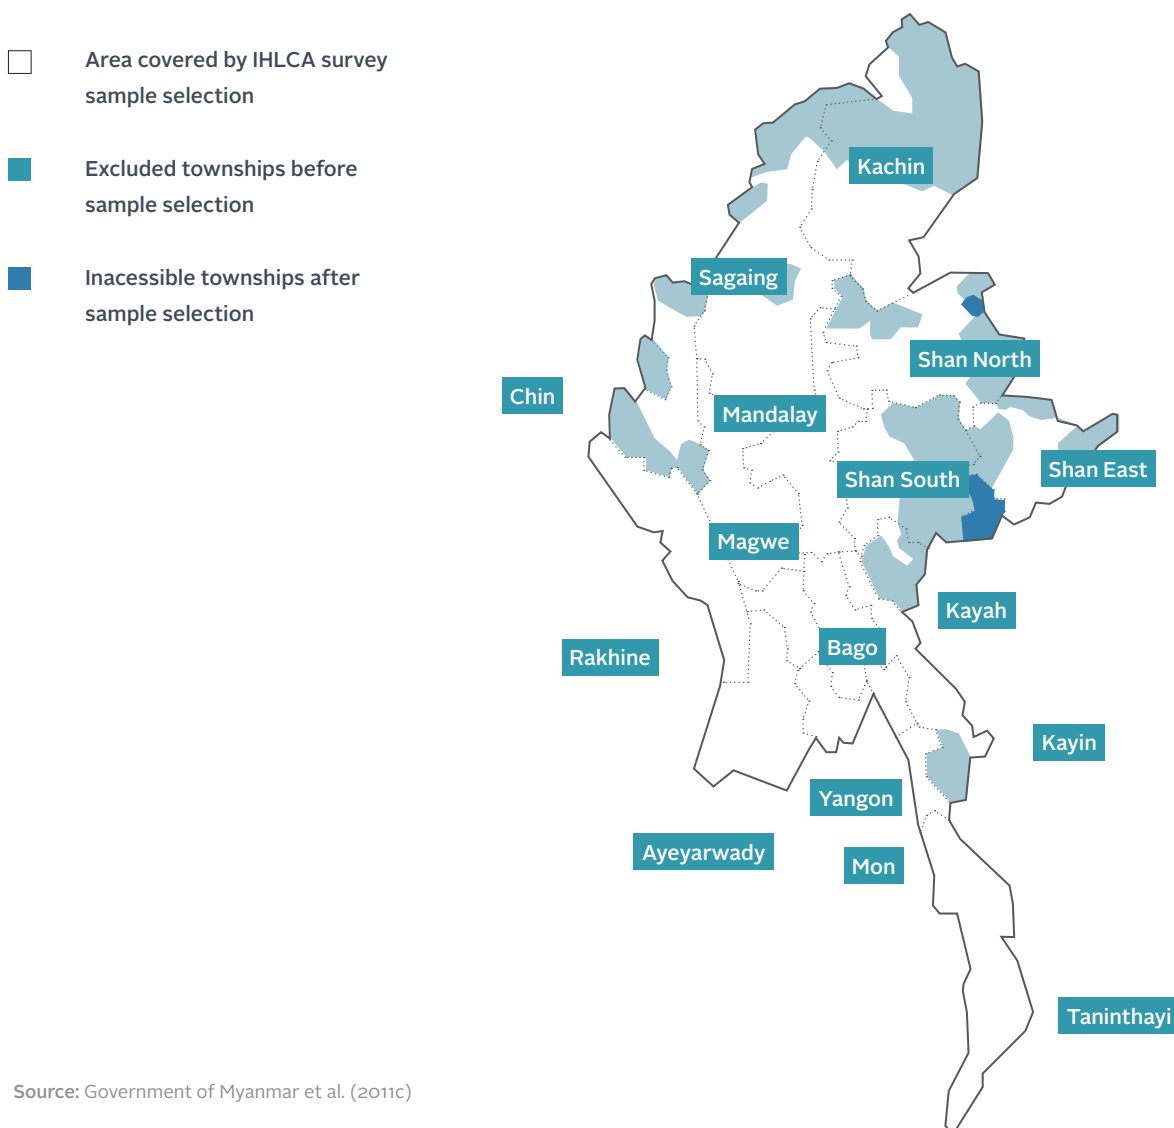 Area covered by IHLCA survey
sample selection
Excluded townships before
sample selection
Inacessible townships after
sample selection
Kachin
Sagaing
Shan North
Chin
Mandalay
Shan East
Shan South
Magwe
Kayah
Bago
Rakhine
Kayin
Yangon
Ayeyarwady
Mon
Taninthayi
Source: Government of Myanmar et al. (2011c)